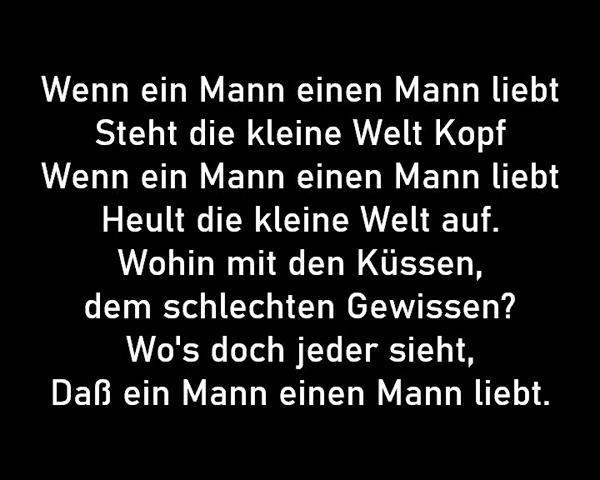 Wenn ein Mann einen Mann liebt
Steht die kleine Welt Kopf
Wenn ein Mann einen Mann liebt
Heult die kleine Welt auf.
Wohin mit den Küssen,
dem schlechten Gewissen?
Wo's doch jeder sieht,
Daß ein Mann einen Mann liebt.